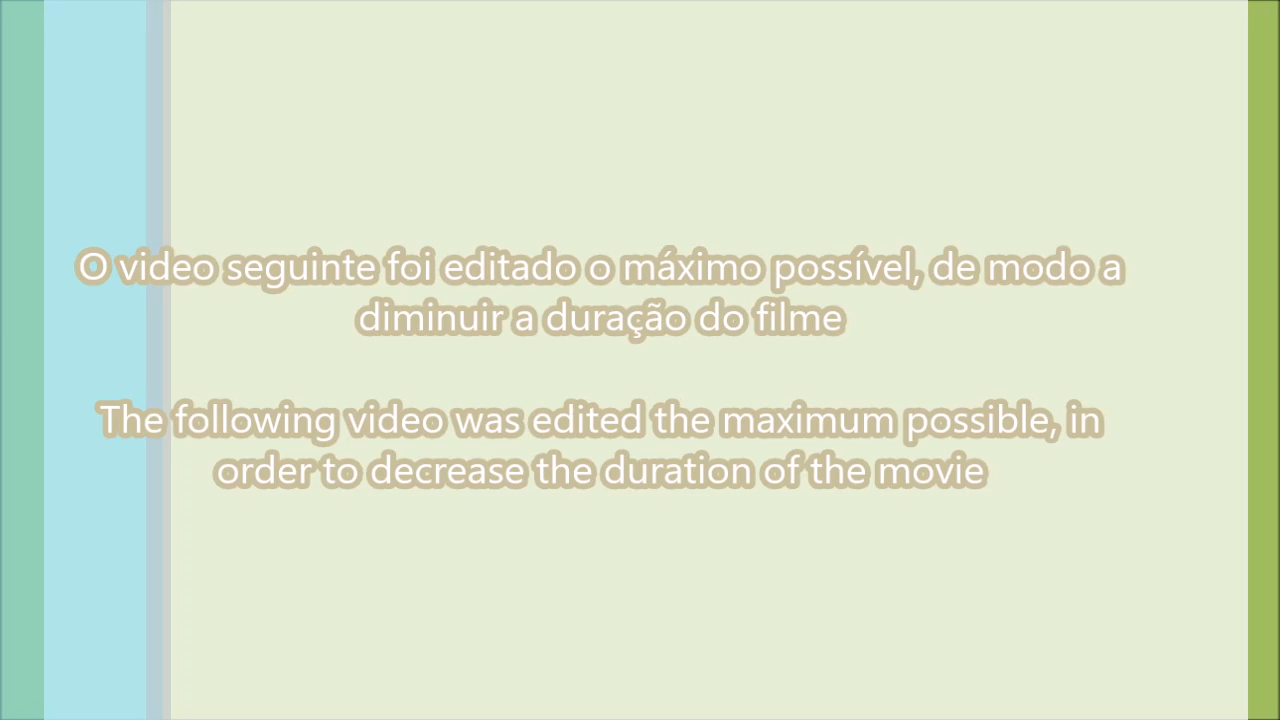 O video seguinte foi editado o máximo possível, de modo a
diminuir a duração do filme
The following video was edited the maximum possible, in
order to decrease the duration of the movie